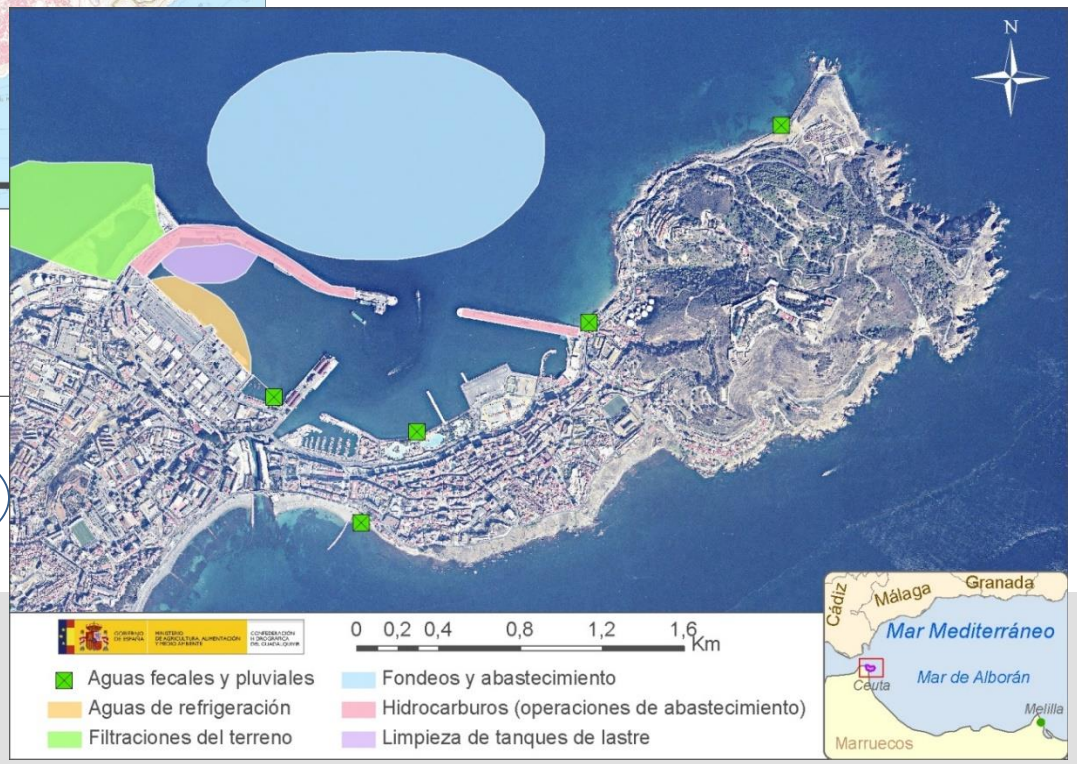 N
GOBIERNO DE ESPAÑA
MINISTERIO DE AGRICULTURA, ALIMENTACIÓN Y MEDIO AMBIENTE
CONFEDERACIÓN HIDROGRÁFICA DEL GUADALQUIVIR
0 0,2 0,4 0,8 1,2 1,6 Km
Aguas fecales y pluviales
Fondeos y abastecimiento
Aguas de refrigeración
Hidrocarburos (operaciones de abastecimiento)
Filtraciones del terreno
Limpieza de tanques de lastre
Cádiz
Málaga
Granada
Mar Mediterráneo
Mar de Alborán
Ceuta
Melilla
Marruecos